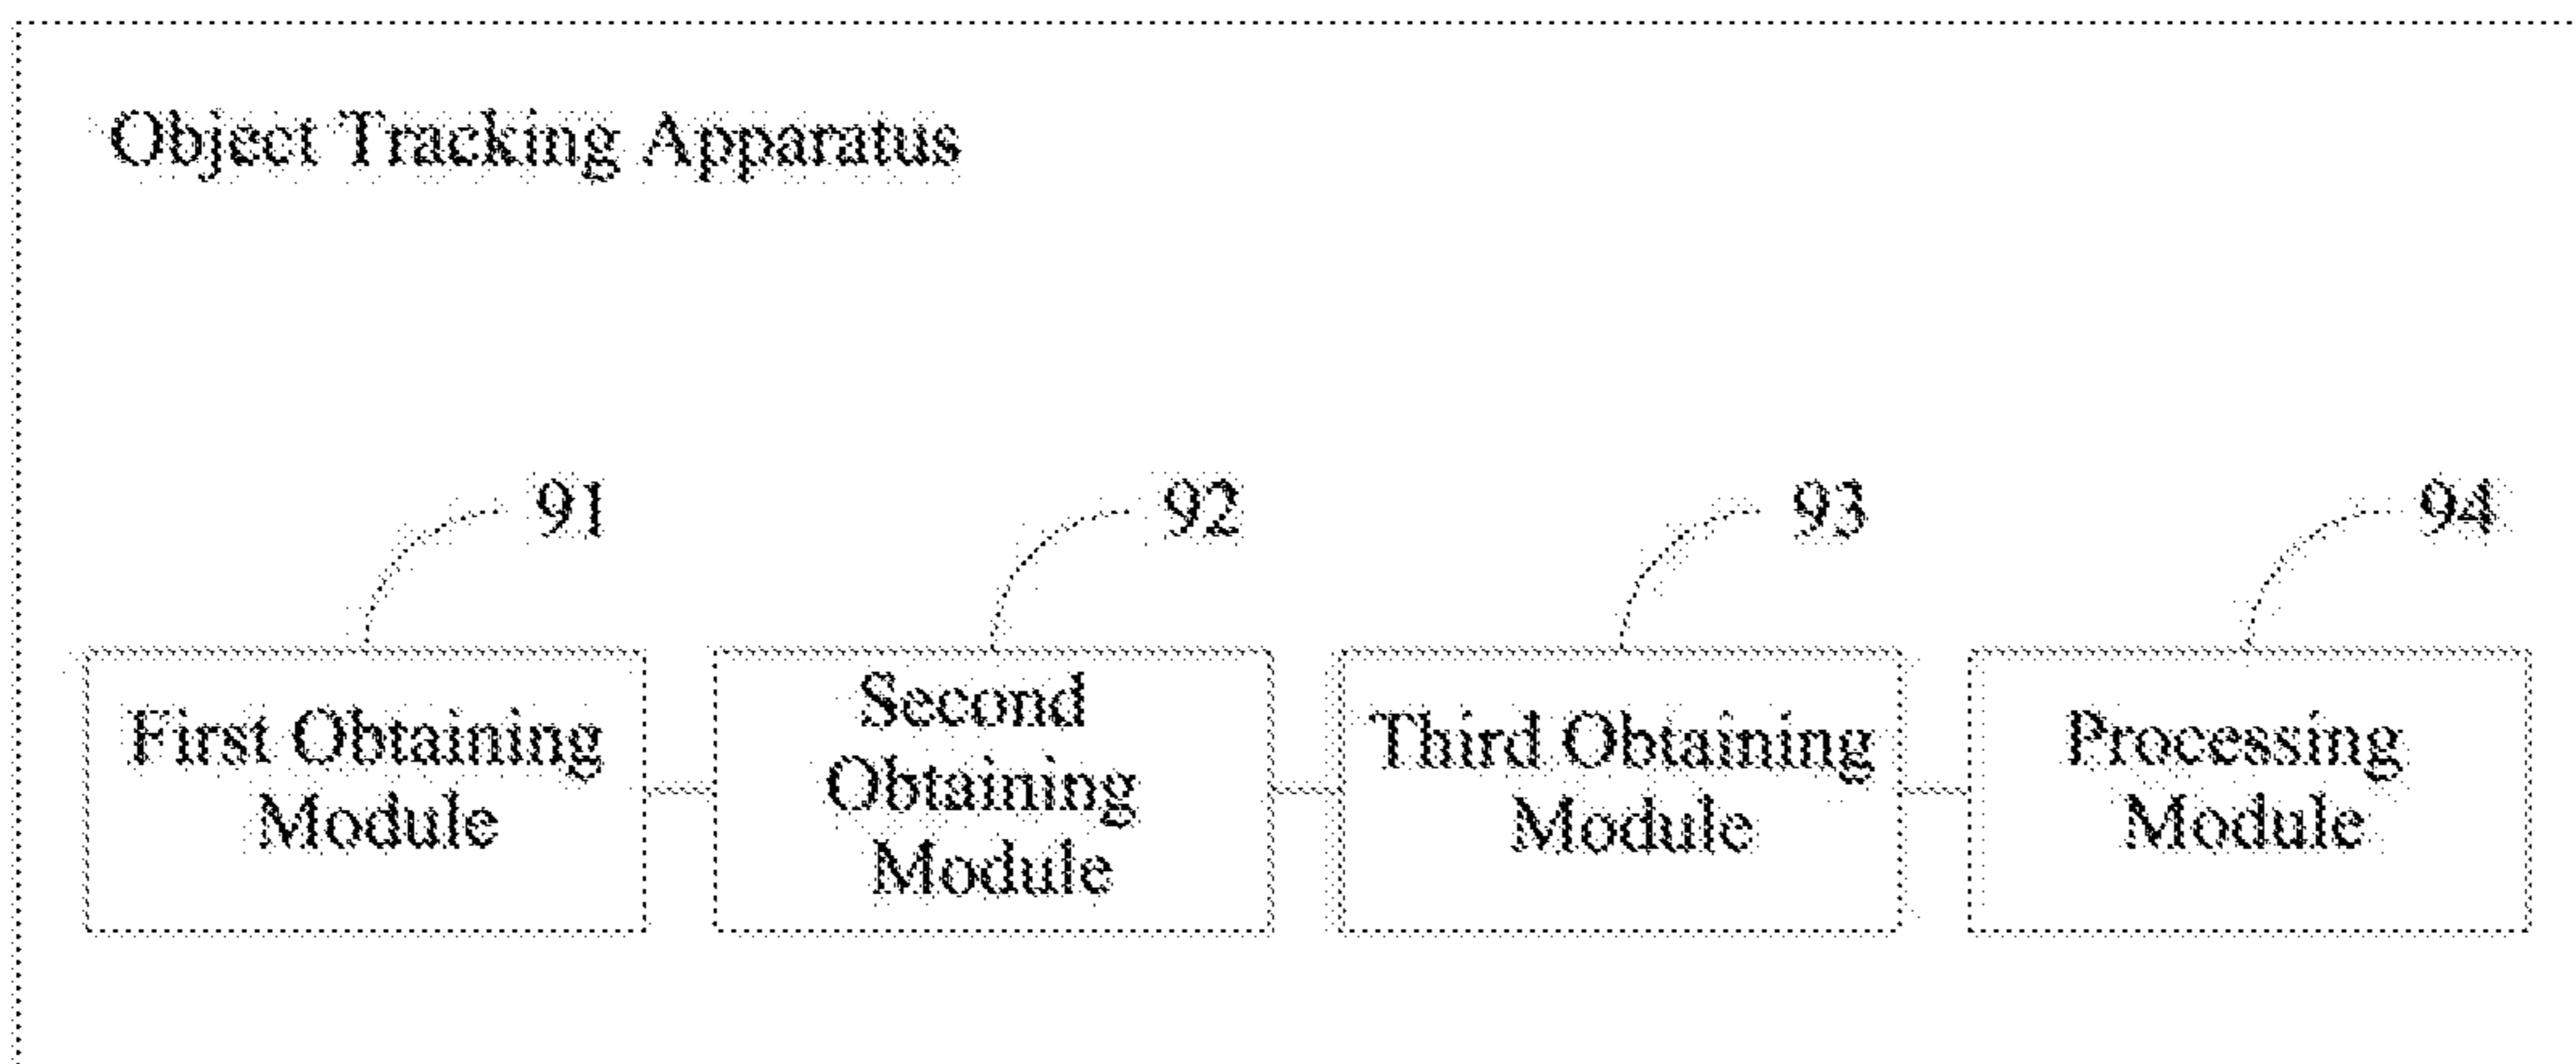 Object Tracking Apparatus
91
92
93
94
First Obtaining
Module
Second
Obtaining
Module
Third Obtaining
Module
Processing
Module